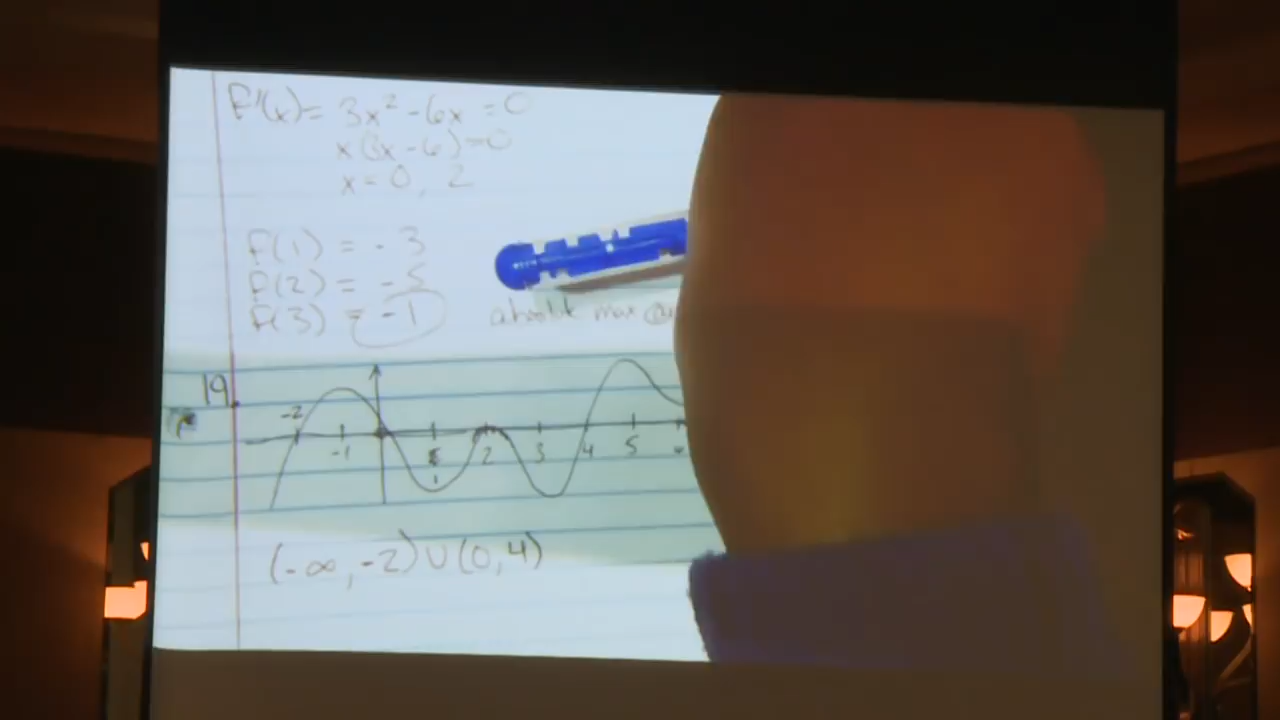 F'(x) = 3x² - 6x = 0
x(3x - 6) = 0
x = 0, 2
F(1) = -3
F(2) = -5
F(3) = -1
absolute max @
19.
-2 -1 1 2 3 4 5
(-∞, -2) ∪ (0, 4)